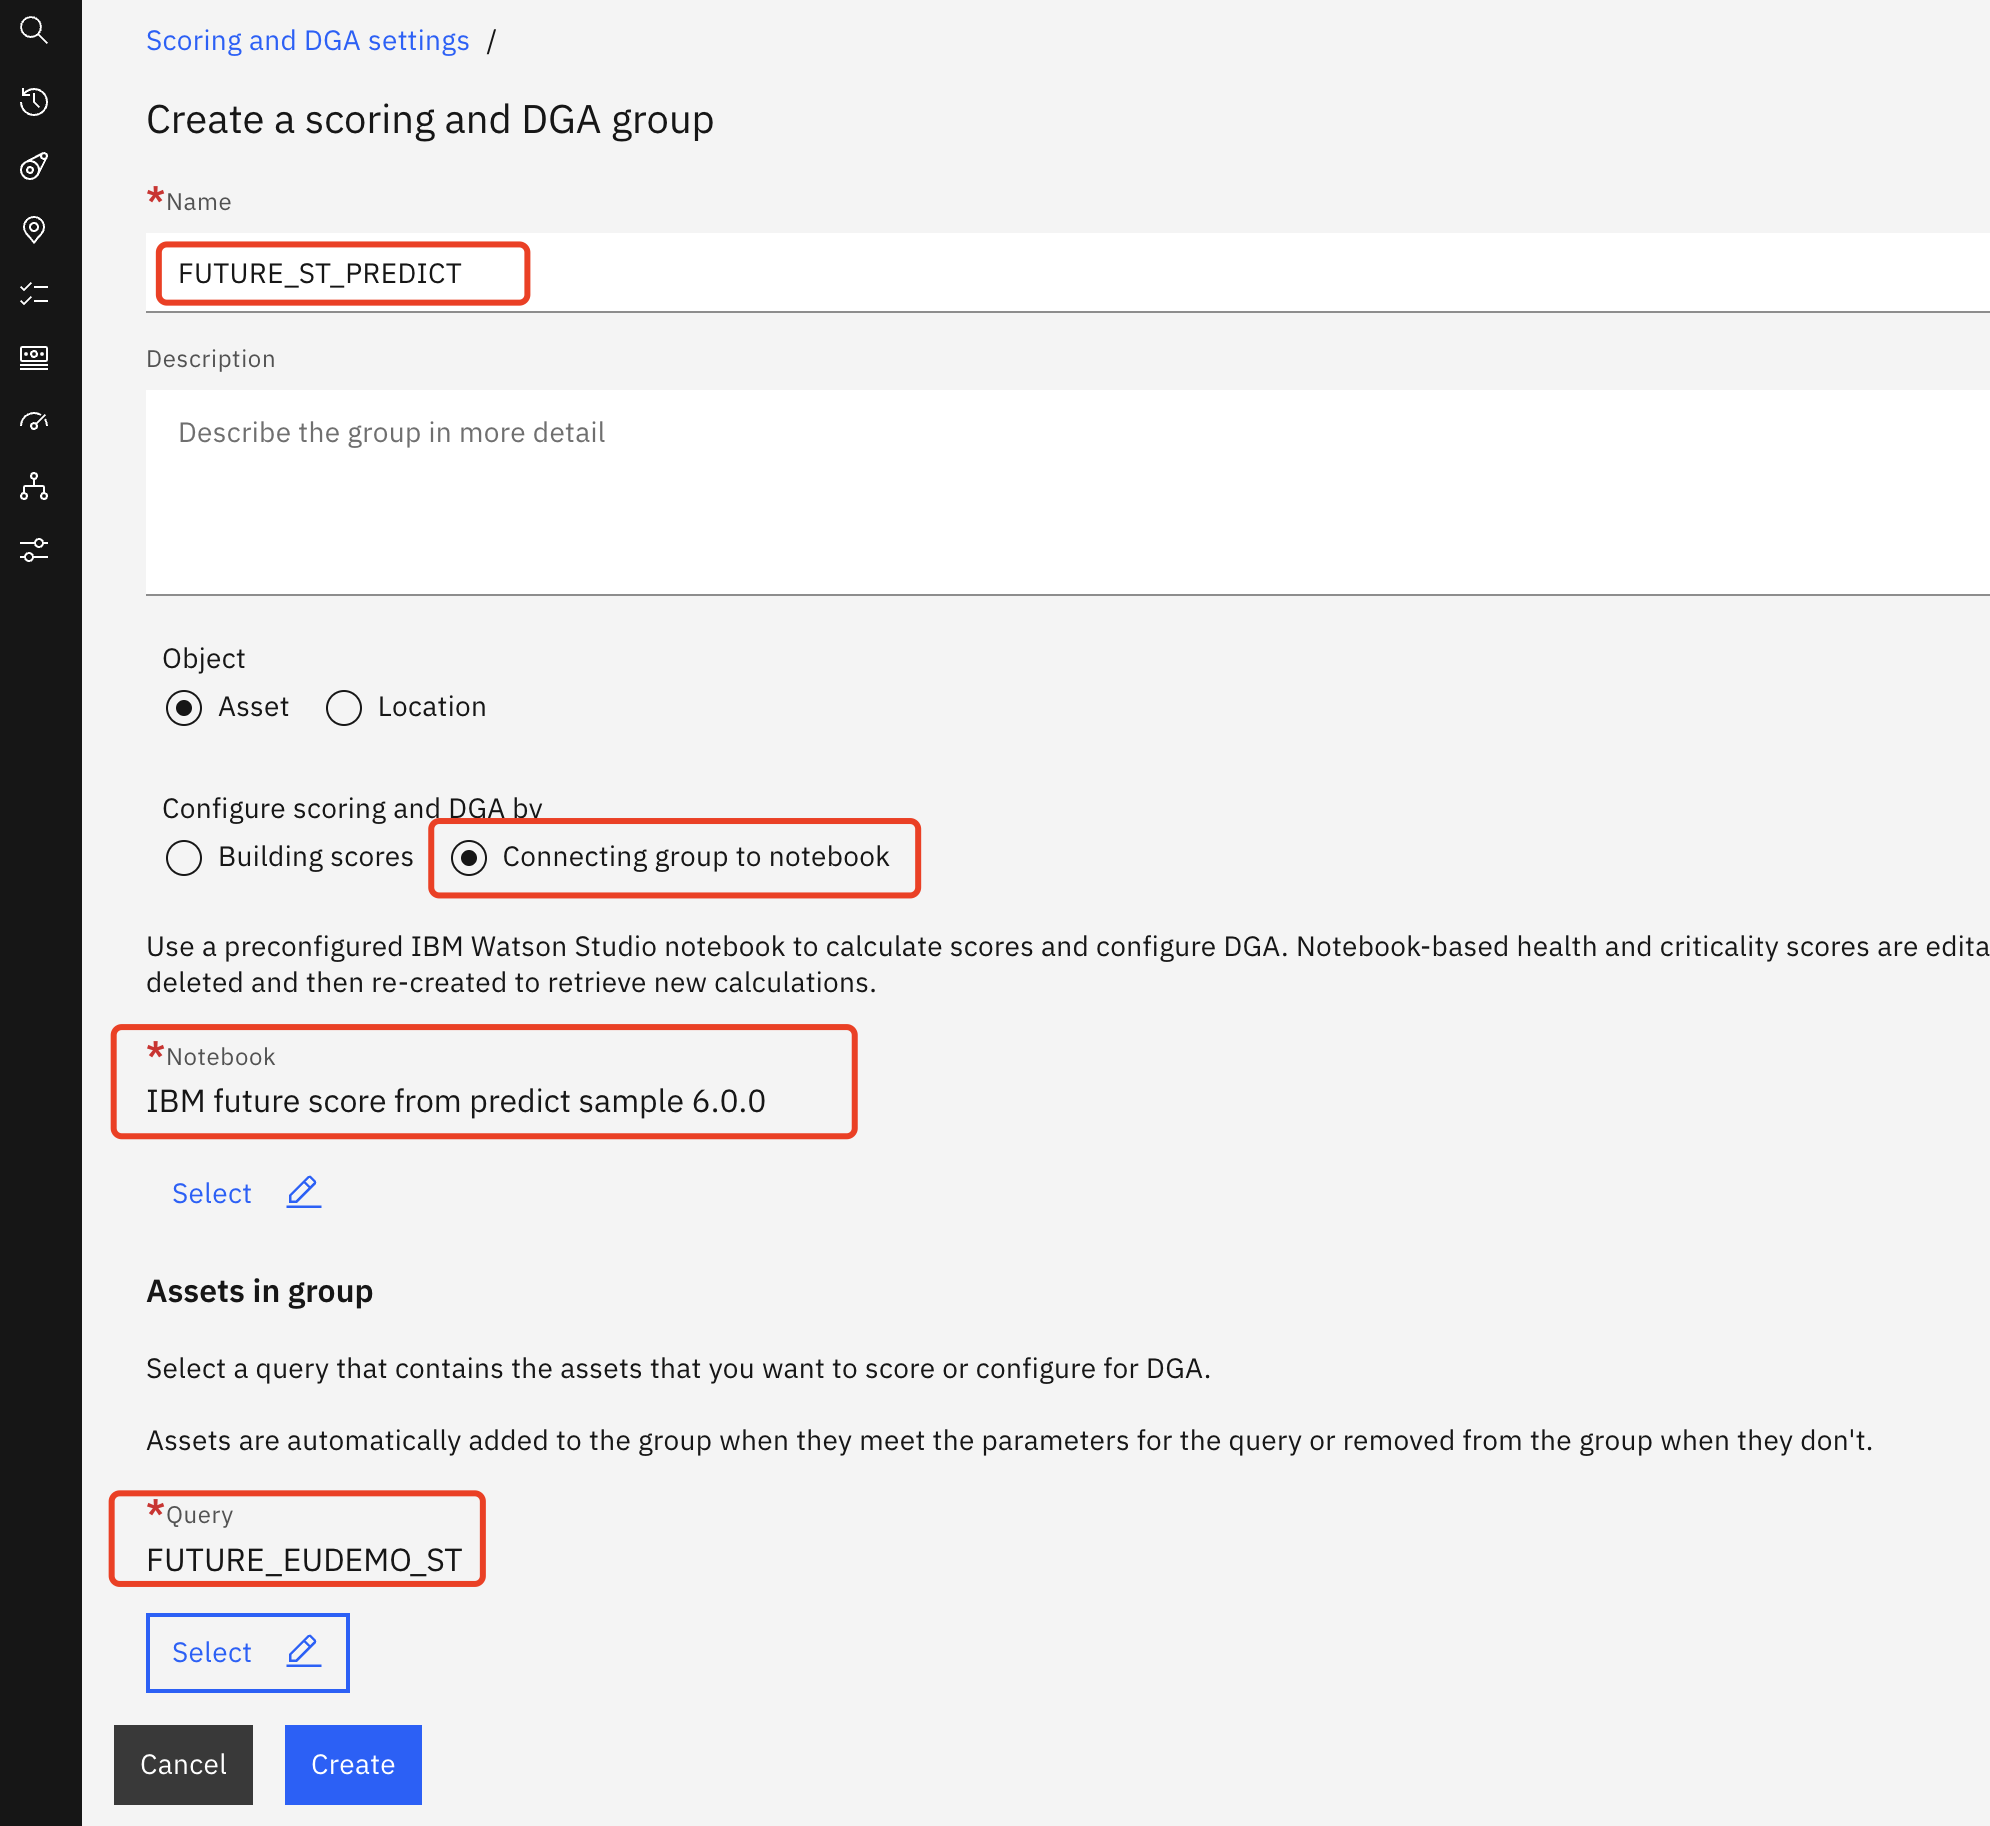 Scoring and DGA settings /
Create a scoring and DGA group
*Name
FUTURE_ST_PREDICT
Description
Describe the group in more detail
Object
Asset Location
Configure scoring and DGA by
Building scores Connecting group to notebook
Use a preconfigured IBM Watson Studio notebook to calculate scores and configure DGA. Notebook-based health and criticality scores are edita
deleted and then re-created to retrieve new calculations.
*Notebook
IBM future score from predict sample 6.0.0
Select
Assets in group
Select a query that contains the assets that you want to score or configure for DGA.
Assets are automatically added to the group when they meet the parameters for the query or removed from the group when they don't.
*Query
FUTURE_EUDEMO_ST
Select
Cancel Create